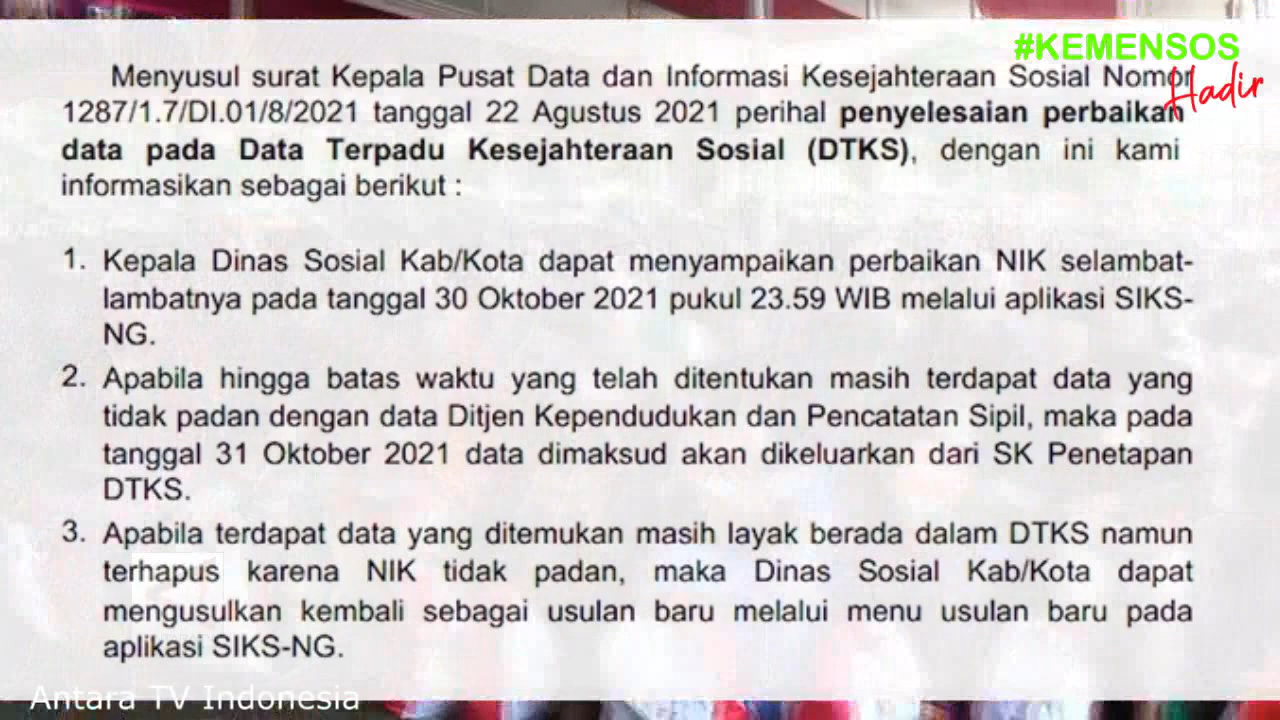 #KEMENSOS
Hadir
Menyusul surat Kepala Pusat Data dan Informasi Kesejahteraan Sosial Nomor
1287/1.7/DI.01/8/2021 tanggal 22 Agustus 2021 perihal penyelesaian perbaikan
data pada Data Terpadu Kesejahteraan Sosial (DTKS), dengan ini kami
informasikan sebagai berikut :
1. Kepala Dinas Sosial Kab/Kota dapat menyampaikan perbaikan NIK selambat-
lambatnya pada tanggal 30 Oktober 2021 pukul 23.59 WIB melalui aplikasi SIKS-
NG.
2. Apabila hingga batas waktu yang telah ditentukan masih terdapat data yang
tidak padan dengan data Ditjen Kependudukan dan Pencatatan Sipil, maka pada
tanggal 31 Oktober 2021 data dimaksud akan dikeluarkan dari SK Penetapan
DTKS.
3. Apabila terdapat data yang ditemukan masih layak berada dalam DTKS namun
terhapus karena NIK tidak padan, maka Dinas Sosial Kab/Kota dapat
mengusulkan kembali sebagai usulan baru melalui menu usulan baru pada
aplikasi SIKS-NG.
Antara TV Indonesia